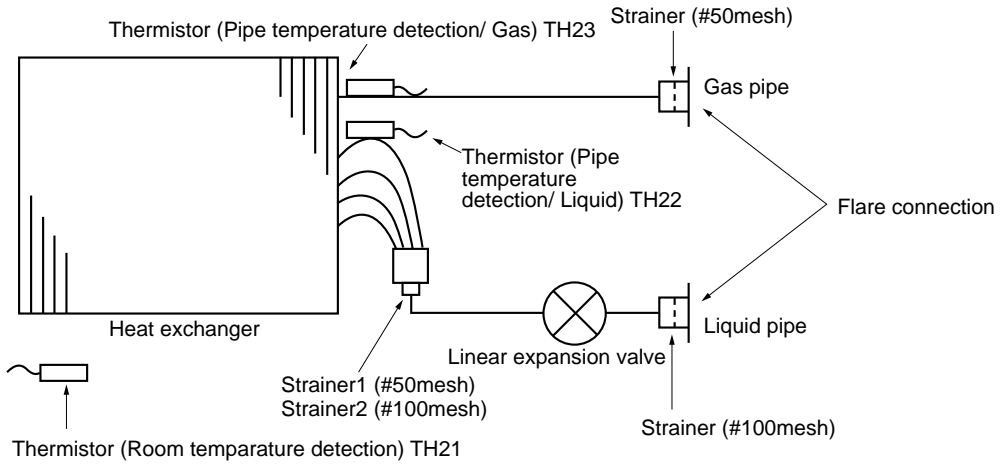 Strainer (#50mesh)
Thermistor (Pipe temperature detection/ Gas) TH23
Gas pipe
Thermistor (Pipe
temperature
detection/ Liquid) TH22
Flare connection
Heat exchanger
Liquid pipe
Linear expansion valve
Strainer1 (#50mesh)
Strainer2 (#100mesh)
Strainer (#100mesh)
Thermistor (Room temparature detection) TH21